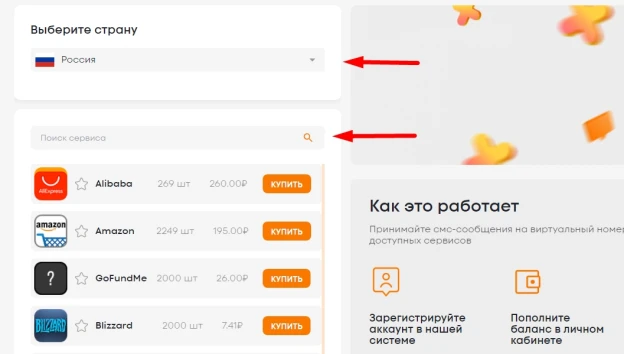 Выберите страну
Россия
Поиск сервиса
AliExpress
Alibaba 269 шт 260.00₽ КУПИТЬ
amazon
Amazon 2249 шт 195.00₽ КУПИТЬ
?
GoFundMe 2000 шт 26.00₽ КУПИТЬ
BLIZZARD
Blizzard 2000 шт 7.41₽ КУПИТЬ
Как это работает
Принимайте смс-сообщения на виртуальный номер
доступных сервисов
Зарегистрируйте
аккаунт в нашей
системе
Пополните
баланс в личном
кабинете